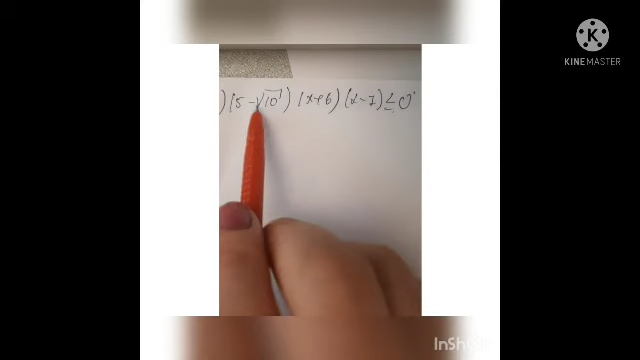 ) (5 - √10) (x+6) (x-7) ≤ 0
K
KINEMASTER
InSh